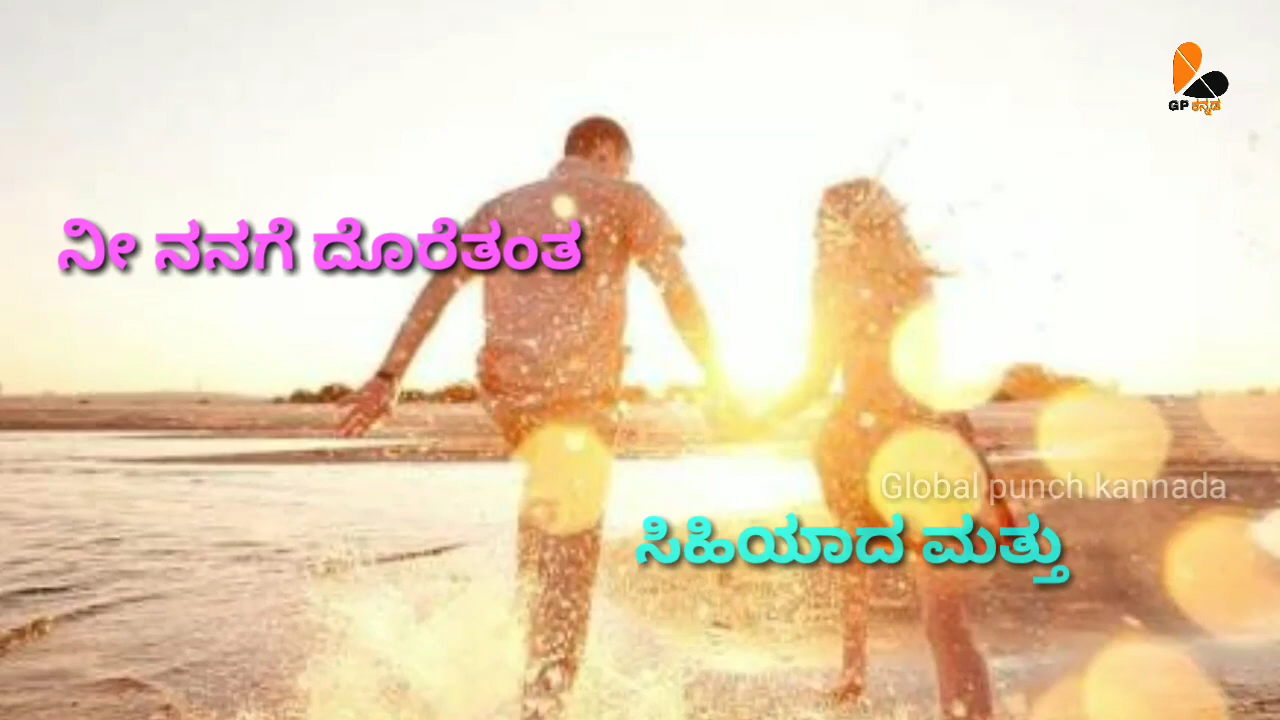 GP ಕನ್ನಡ
ನೀ ನನಗೆ ದೊರೆತಂತ
Global punch kannada
ಸಿಹಿಯಾದ ಮತ್ತು